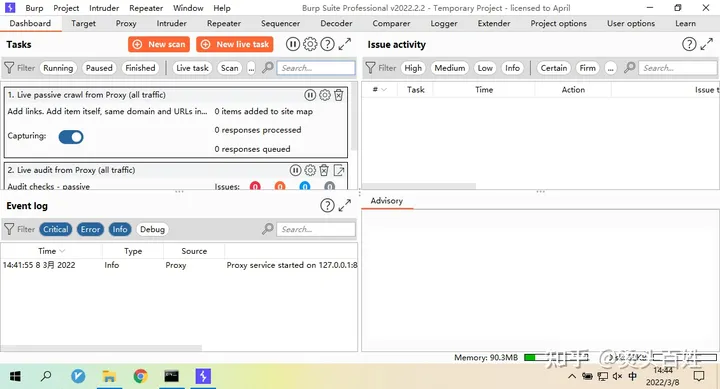 Burp Project Intruder Repeater Window Help Burp Suite Professional v2022.2.2 - Temporary Project - licensed to April
Dashboard Target Proxy Intruder Repeater Sequencer Decoder Comparer Logger Extender Project options User options Learn
Tasks
New scan
New live task
Filter Running Paused Finished Live task Scan ... Search...
1. Live passive crawl from Proxy (all traffic)
Add links. Add item itself, same domain and URLs in... 0 items added to site map
0 responses processed
Capturing:
0 responses queued
2. Live audit from Proxy (all traffic)
Audit checks - passive Issues: 0 0 0 0
Event log
Filter Critical Error Info Debug Search...
Time Type Source
14:41:55 8 3月 2022 Info Proxy Proxy service started on 127.0.0.1:8
Issue activity
Filter High Medium Low Info Certain Firm ... Search...
# Task Time Action Issue t
Advisory
Memory: 90.3MB
知乎
中
14:44
2022/3/8